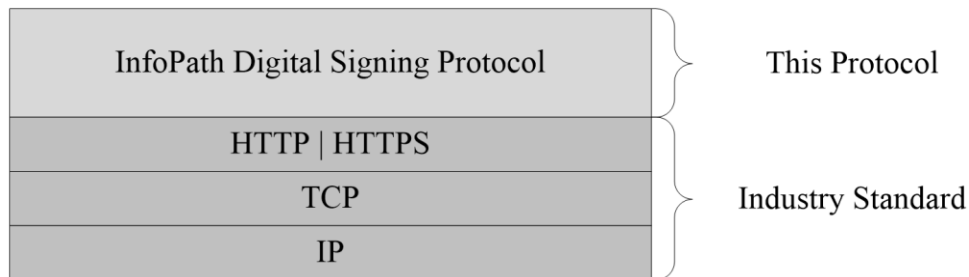 InfoPath Digital Signing Protocol
This Protocol
HTTP | HTTPS
TCP
Industry Standard
IP